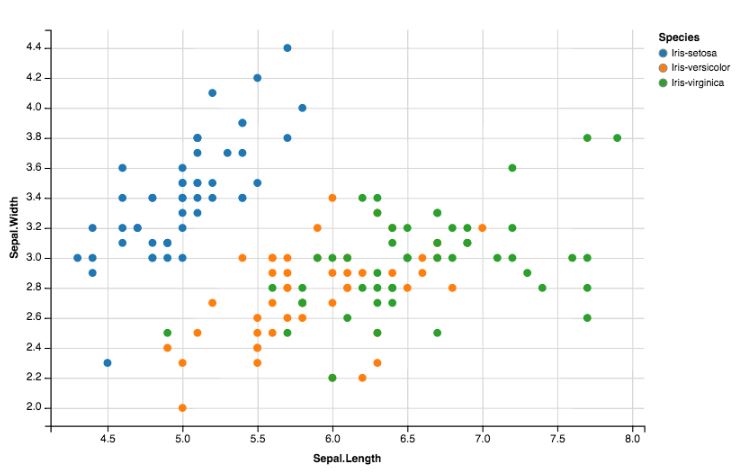 Species
Iris-setosa
Iris-versicolor
Iris-virginica
4.4
4.2
4.0
3.8
3.6
3.4
3.2
3.0
2.8
2.6
2.4
2.2
2.0
Sepal.Width
4.5 5.0 5.5 6.0 6.5 7.0 7.5 8.0
Sepal.Length